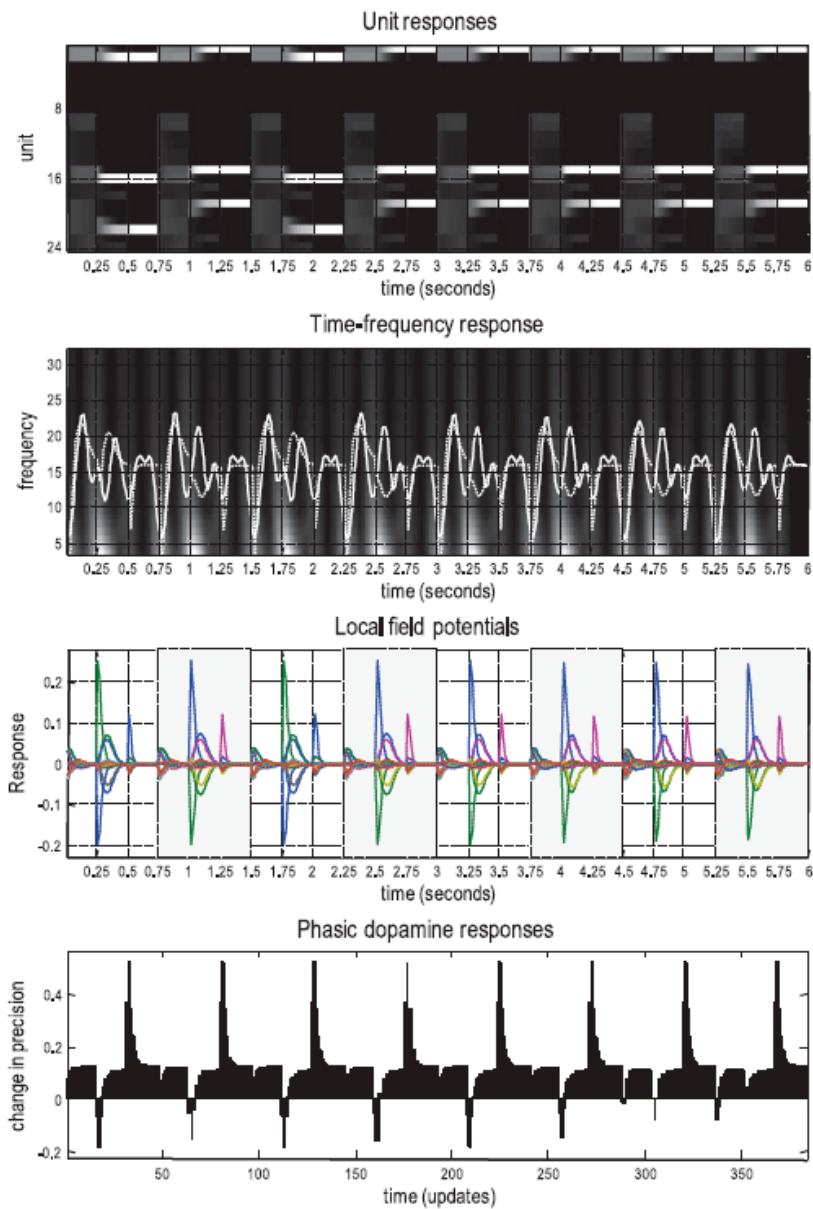 Unit responses
8
16
24
unit
0.25 0.5 0.75 1 1.25 1.5 1.75 2 2.25 2.5 2.75 3 3.25 3.5 3.75 4 4.25 4.5 4.75 5 5.25 5.5 5.75 6
time (seconds)
Time-frequency response
30
25
20
15
10
5
frequency
0.25 0.5 0.75 1 1.25 1.5 1.75 2 2.25 2.5 2.75 3 3.25 3.5 3.75 4 4.25 4.5 4.75 5 5.25 5.5 5.75 6
time (seconds)
Local field potentials
0.2
0.1
0
-0.1
-0.2
Response
0.25 0.5 0.75 1 1.25 1.5 1.75 2 2.25 2.5 2.75 3 3.25 3.5 3.75 4 4.25 4.5 4.75 5 5.25 5.5 5.75 6
time (seconds)
Phasic dopamine responses
0.4
0.2
0
-0.2
change in precision
50 100 150 200 250 300 350
time (updates)